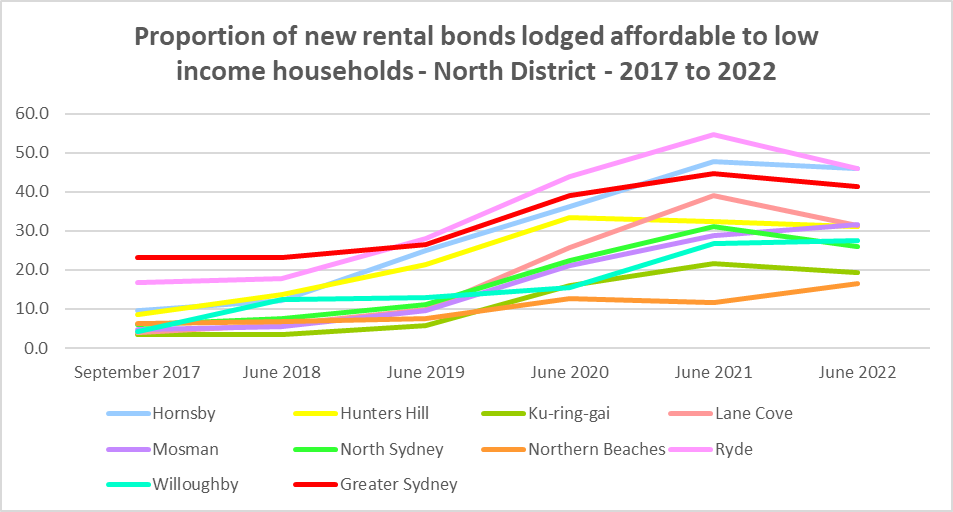 Proportion of new rental bonds lodged affordable to low
income households - North District - 2017 to 2022
60.0
50.0
40.0
30.0
20.0
10.0
0.0
September 2017 June 2018 June 2019 June 2020 June 2021 June 2022
Hornsby Hunters Hill Ku-ring-gai Lane Cove
Mosman North Sydney Northern Beaches Ryde
Willoughby Greater Sydney